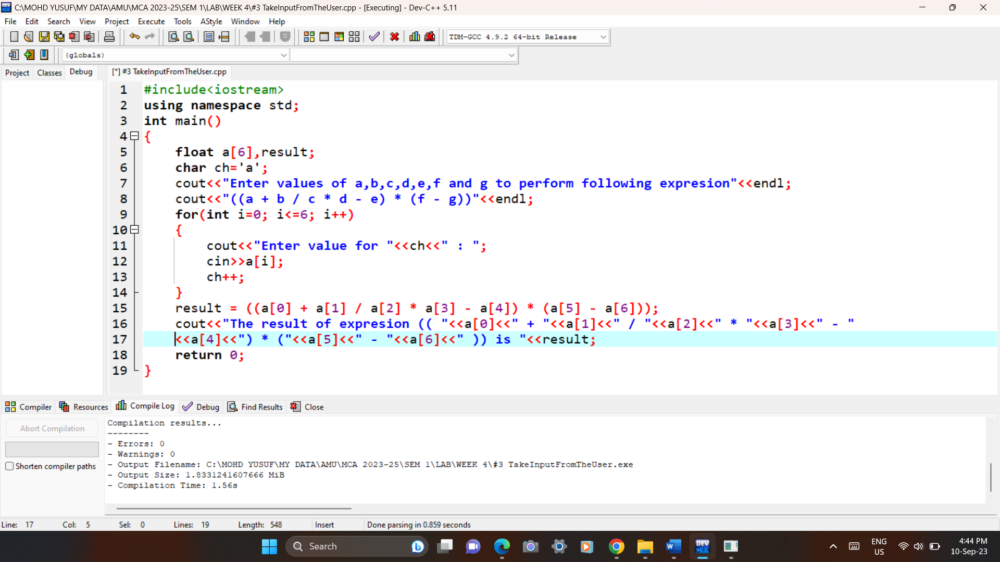 C:\MOHD YUSUF\MY DATA\AMU\MCA 2023-25\SEM 1\LAB\WEEK 4\#3 TakeInputFromTheUser.cpp - [Executing] - Dev-C++ 5.11
File Edit Search View Project Execute Tools AStyle Window Help
TDM-GCC 4.9.2 64-bit Release
(globals)
Project Classes Debug [*] #3 TakeInputFromTheUser.cpp
1 #include<iostream>
2 using namespace std;
3 int main()
4 {
5 float a[6],result;
6 char ch='a';
7 cout<<"Enter values of a,b,c,d,e,f and g to perform following expresion"<<endl;
8 cout<<"((a + b / c * d - e) * (f - g))"<<endl;
9 for(int i=0; i<=6; i++)
10 {
11 cout<<"Enter value for "<<ch<<" : ";
12 cin>>a[i];
13 ch++;
14 }
15 result = ((a[0] + a[1] / a[2] * a[3] - a[4]) * (a[5] - a[6]));
16 cout<<"The result of expresion (( "<<a[0]<<" + "<<a[1]<<" / "<<a[2]<<" * "<<a[3]<<" - "
17 <<a[4]<<") * ("<<a[5]<<" - "<<a[6]<<" )) is "<<result;
18 return 0;
19 }
Compiler Resources Compile Log Debug Find Results Close
Abort Compilation
Shorten compiler paths
Compilation results...
--------
- Errors: 0
- Warnings: 0
- Output Filename: C:\MOHD YUSUF\MY DATA\AMU\MCA 2023-25\SEM 1\LAB\WEEK 4\#3 TakeInputFromTheUser.exe
- Output Size: 1.8331241607666 MiB
- Compilation Time: 1.56s
Line: 17 Col: 5 Sel: 0 Lines: 19 Length: 548 Insert Done parsing in 0.859 seconds
Search
DEV C++
ENG
US
4:44 PM
10-Sep-23